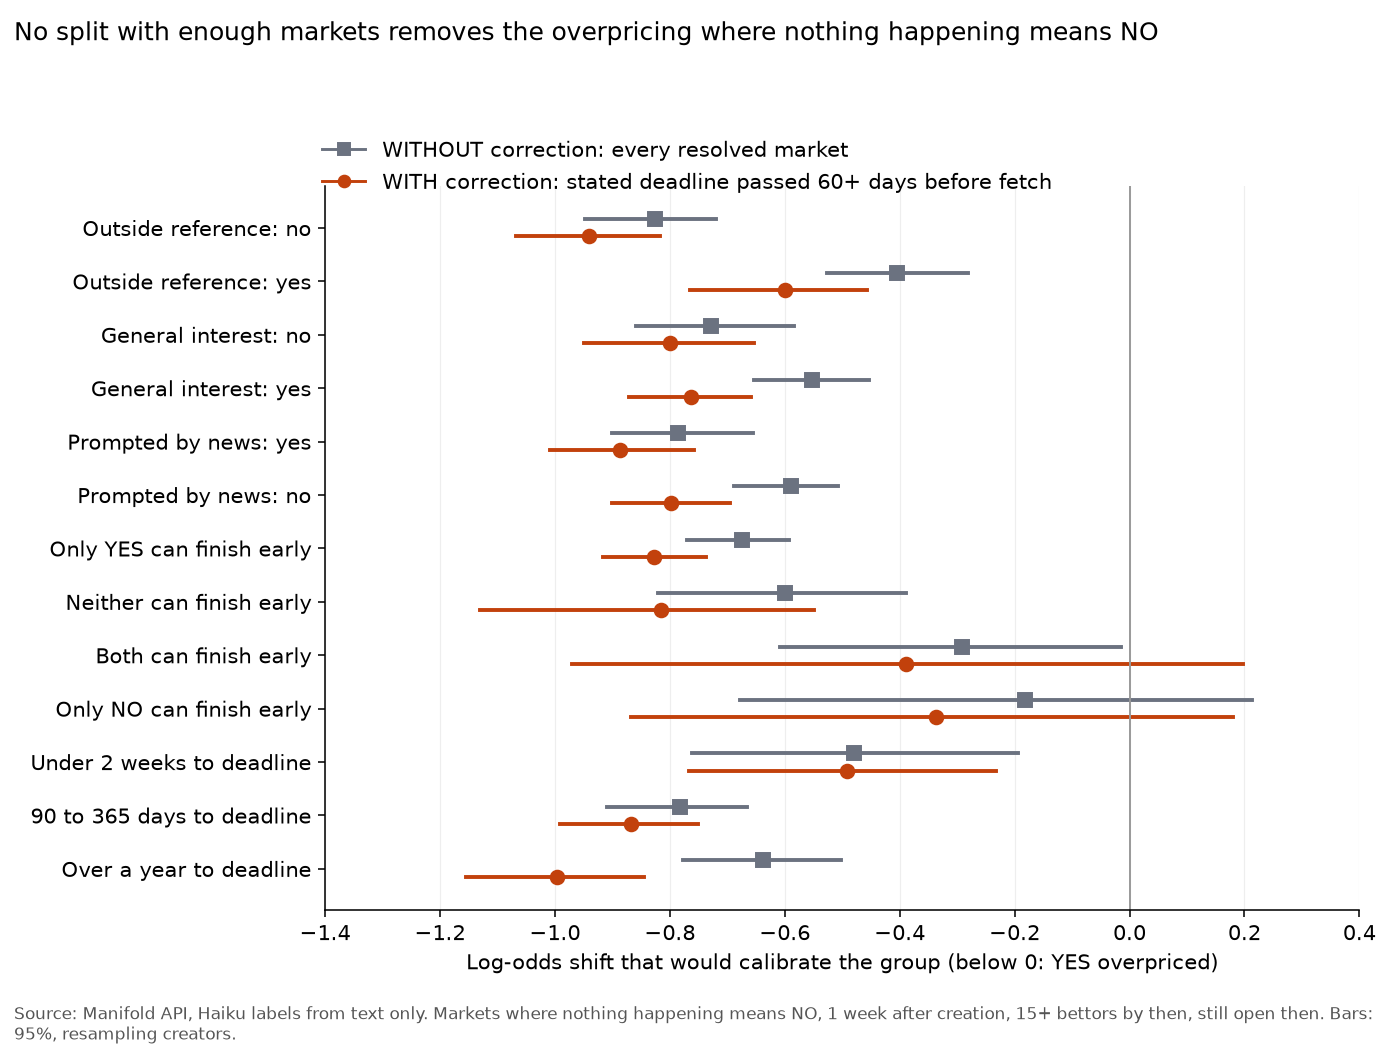 No split with enough markets removes the overpricing where nothing happening means NO
WITHOUT correction: every resolved market
WITH correction: stated deadline passed 60+ days before fetch
Outside reference: no
Outside reference: yes
General interest: no
General interest: yes
Prompted by news: yes
Prompted by news: no
Only YES can finish early
Neither can finish early
Both can finish early
Only NO can finish early
Under 2 weeks to deadline
90 to 365 days to deadline
Over a year to deadline
−1.4 −1.2 −1.0 −0.8 −0.6 −0.4 −0.2 0.0 0.2 0.4
Log-odds shift that would calibrate the group (below 0: YES overpriced)
Source: Manifold API, Haiku labels from text only. Markets where nothing happening means NO, 1 week after creation, 15+ bettors by then, still open then. Bars:
95%, resampling creators.